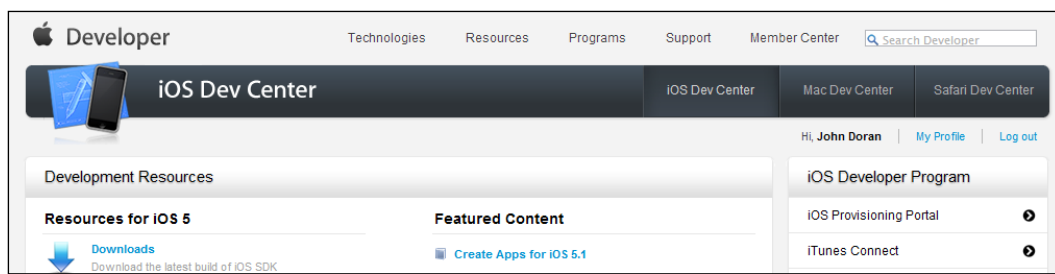 Developer
Technologies Resources Programs Support Member Center Search Developer
iOS Dev Center
iOS Dev Center Mac Dev Center Safari Dev Center
Hi, John Doran My Profile Log out
Development Resources
iOS Developer Program
Resources for iOS 5
Featured Content
iOS Provisioning Portal
Downloads
Create Apps for iOS 5.1
iTunes Connect
Download the latest build of iOS SDK